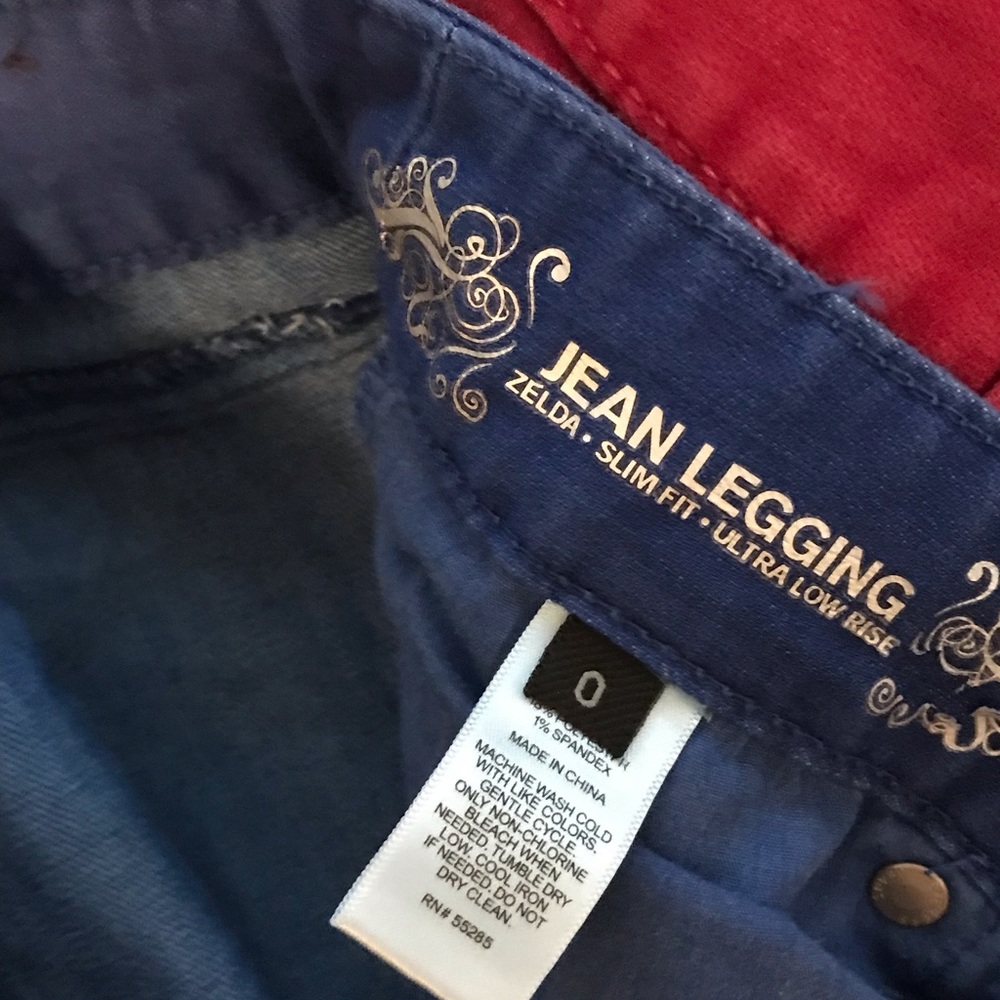 JEAN LEGGING
ZELDA • SLIM FIT • ULTRA LOW RISE
0
1% SPANDEX
MADE IN CHINA
MACHINE WASH COLD
WITH LIKE COLORS.
GENTLE CYCLE.
ONLY NON-CHLORINE
BLEACH WHEN
NEEDED. TUMBLE DRY
LOW. COOL IRON
IF NEEDED. DO NOT
DRY CLEAN.
RN# 55285